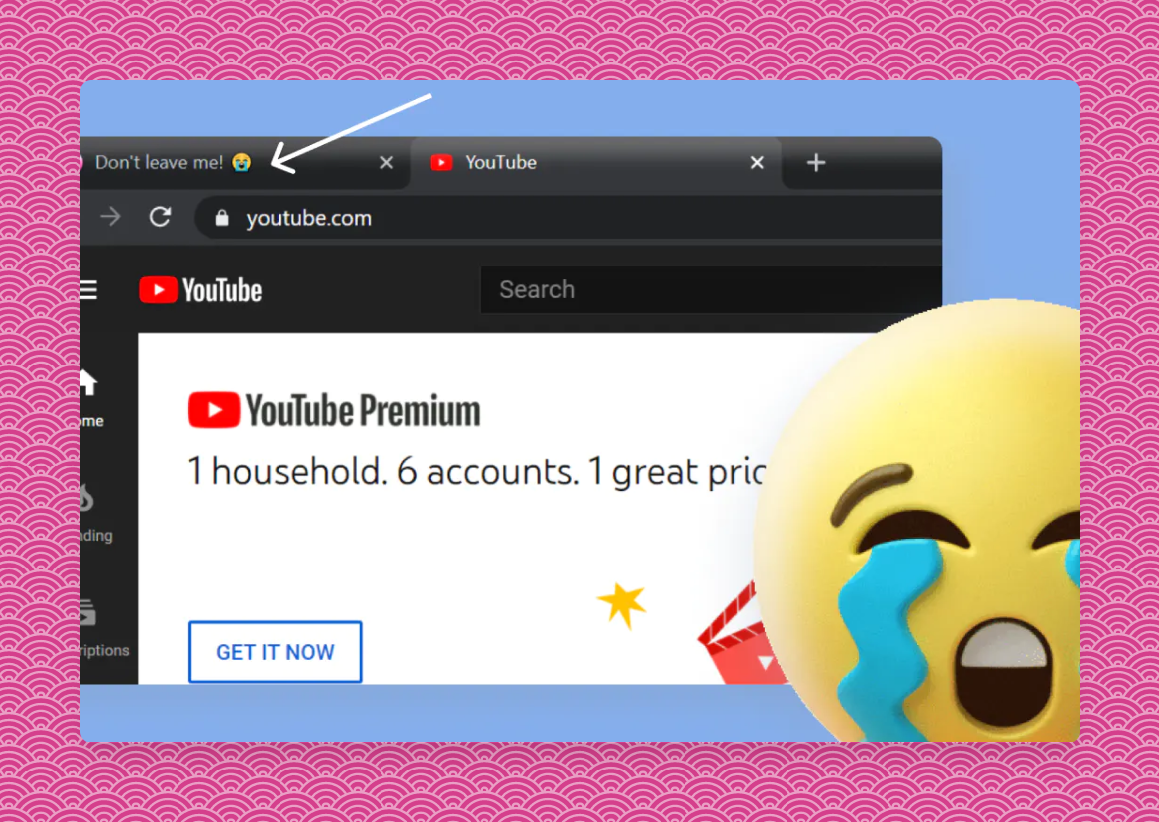 Don't leave me! 😭
YouTube
youtube.com
YouTube
Search
ome
YouTube Premium
1 household. 6 accounts. 1 great pric
nding
riptions
GET IT NOW